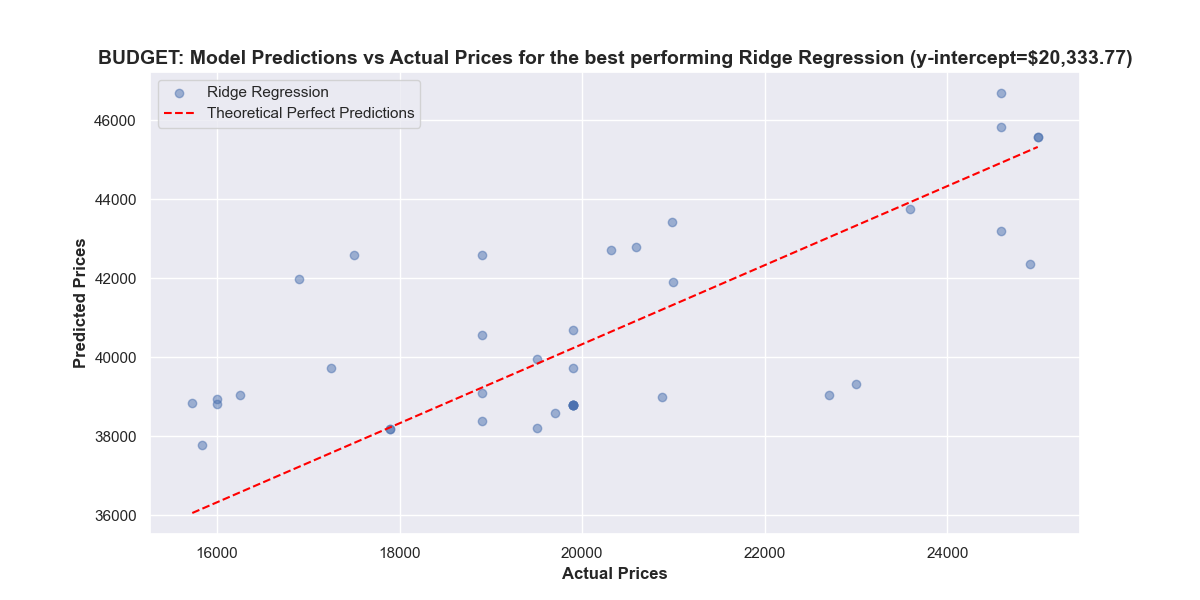 BUDGET: Model Predictions vs Actual Prices for the best performing Ridge Regression (y-intercept=$20,333.77)
Ridge Regression
Theoretical Perfect Predictions
46000
44000
42000
40000
38000
36000
Predicted Prices
16000 18000 20000 22000 24000
Actual Prices